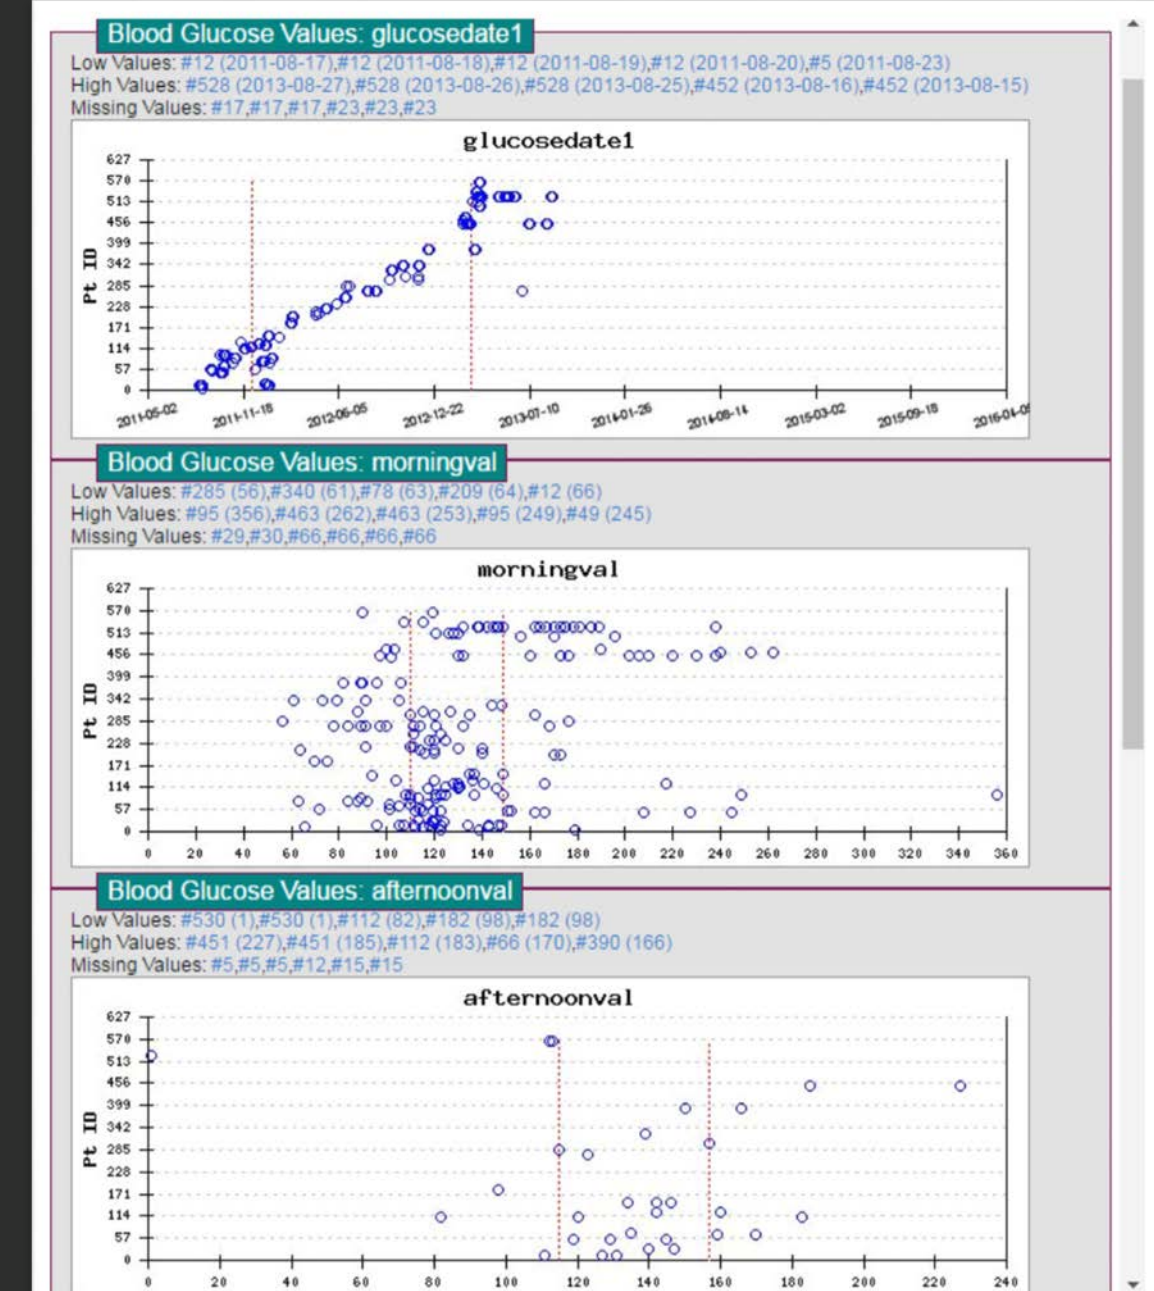 Blood Glucose Values: glucosedate1
Low Values: #12 (2011-08-17),#12 (2011-08-18),#12 (2011-08-19),#12 (2011-08-20),#5 (2011-08-23)
High Values: #528 (2013-08-27),#528 (2013-08-26),#528 (2013-08-25),#452 (2013-08-16),#452 (2013-08-15)
Missing Values: #17,#17,#17,#23,#23,#23
glucosedate1
627
570
513
456
399
342
285
228
171
114
57
0
Pt ID
2011-05-02 2011-11-18 2012-06-05 2012-12-22 2013-07-10 2014-01-26 2014-08-14 2015-03-02 2015-09-18 2016-04-0
Blood Glucose Values: morningval
Low Values: #285 (56),#340 (61),#78 (63),#209 (64),#12 (66)
High Values: #95 (356),#463 (262),#463 (253),#95 (249),#49 (245)
Missing Values: #29,#30,#66,#66,#66,#66
morningval
627
570
513
456
399
342
285
228
171
114
57
0
Pt ID
0 20 40 60 80 100 120 140 160 180 200 220 240 260 280 300 320 340 360
Blood Glucose Values: afternoonval
Low Values: #530 (1),#530 (1),#112 (82),#182 (98),#182 (98)
High Values: #451 (227),#451 (185),#112 (183),#66 (170),#390 (166)
Missing Values: #5,#5,#5,#12,#15,#15
afternoonval
627
570
513
456
399
342
285
228
171
114
57
0
Pt ID
0 20 40 60 80 100 120 140 160 180 200 220 240